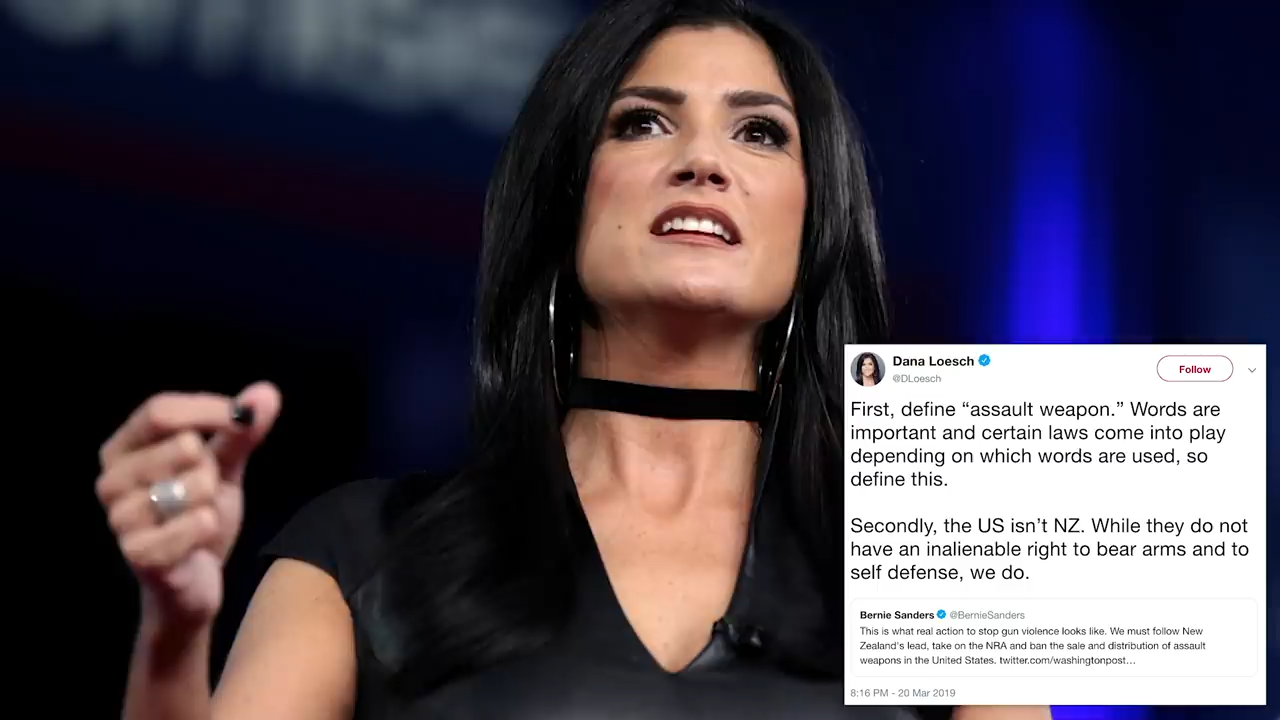 Dana Loesch
@DLoesch
Follow
First, define “assault weapon.” Words are
important and certain laws come into play
depending on which words are used, so
define this.
Secondly, the US isn’t NZ. While they do not
have an inalienable right to bear arms and to
self defense, we do.
Bernie Sanders @BernieSanders
This is what real action to stop gun violence looks like. We must follow New
Zealand's lead, take on the NRA and ban the sale and distribution of assault
weapons in the United States. twitter.com/washingtonpost…
8:16 PM - 20 Mar 2019